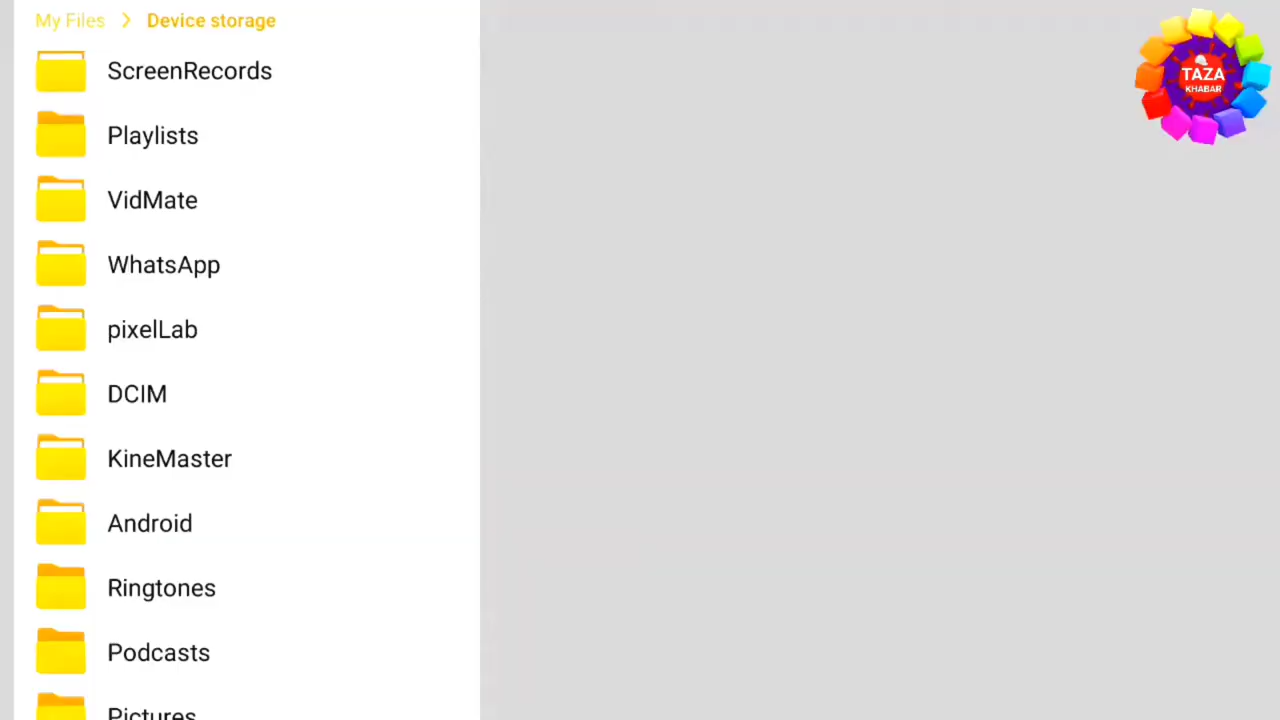 My Files > Device storage
ScreenRecords
Playlists
VidMate
WhatsApp
pixelLab
DCIM
KineMaster
Android
Ringtones
Podcasts
Pictures
TAZA
KHABAR